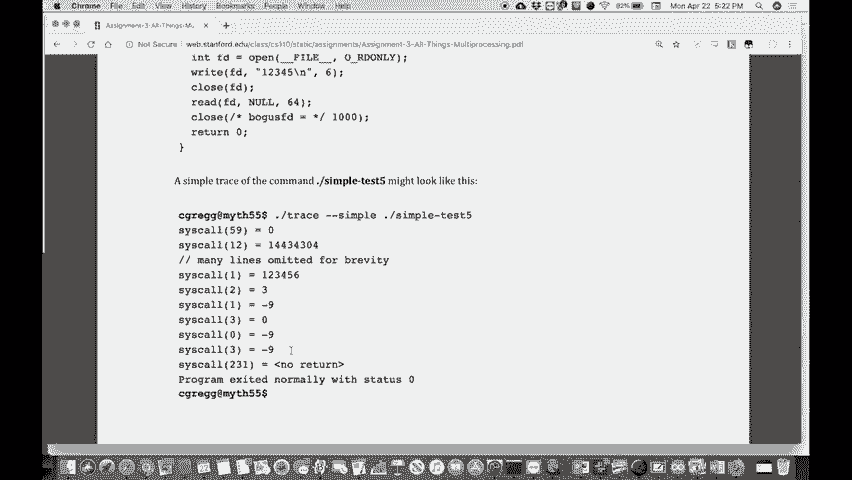 Chrome File Edit View History Bookmarks People Window Help
82% Mon Apr 22 5:22 PM
Assignment-3-All-Things-Mu
Not Secure web.stanford.edu/class/cs110/static/assignments/Assignment-3-All-Things-Multiprocessing.pdf
int fd = open(__FILE__, O_RDONLY);
write(fd, "12345\n", 6);
close(fd);
read(fd, NULL, 64);
close(/* bogusfd = */ 1000);
return 0;
}
A simple trace of the command ./simple-test5 might look like this:
cgregg@myth55$ ./trace --simple ./simple-test5
syscall(59) = 0
syscall(12) = 14434304
// many lines omitted for brevity
syscall(1) = 123456
syscall(2) = 3
syscall(1) = -9
syscall(3) = 0
syscall(0) = -9
syscall(3) = -9
syscall(231) = <no return>
Program exited normally with status 0
cgregg@myth55$